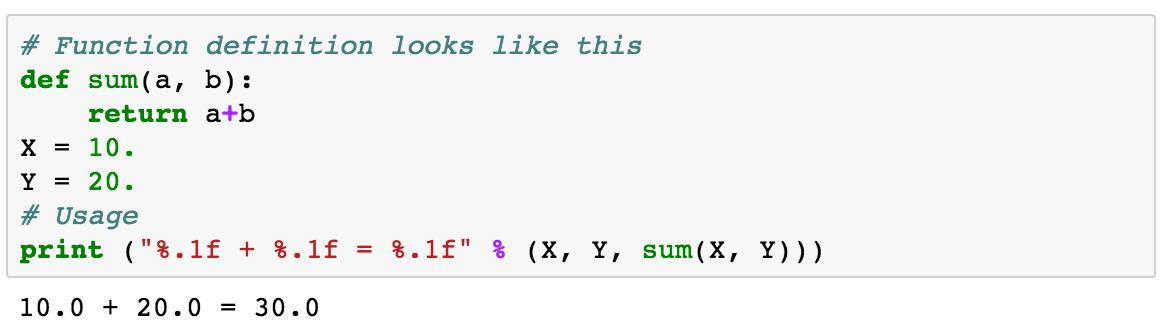 # Function definition looks like this
def sum(a, b):
    return a+b
X = 10.
Y = 20.
# Usage
print ("%.1f + %.1f = %.1f" % (X, Y, sum(X, Y)))
10.0 + 20.0 = 30.0